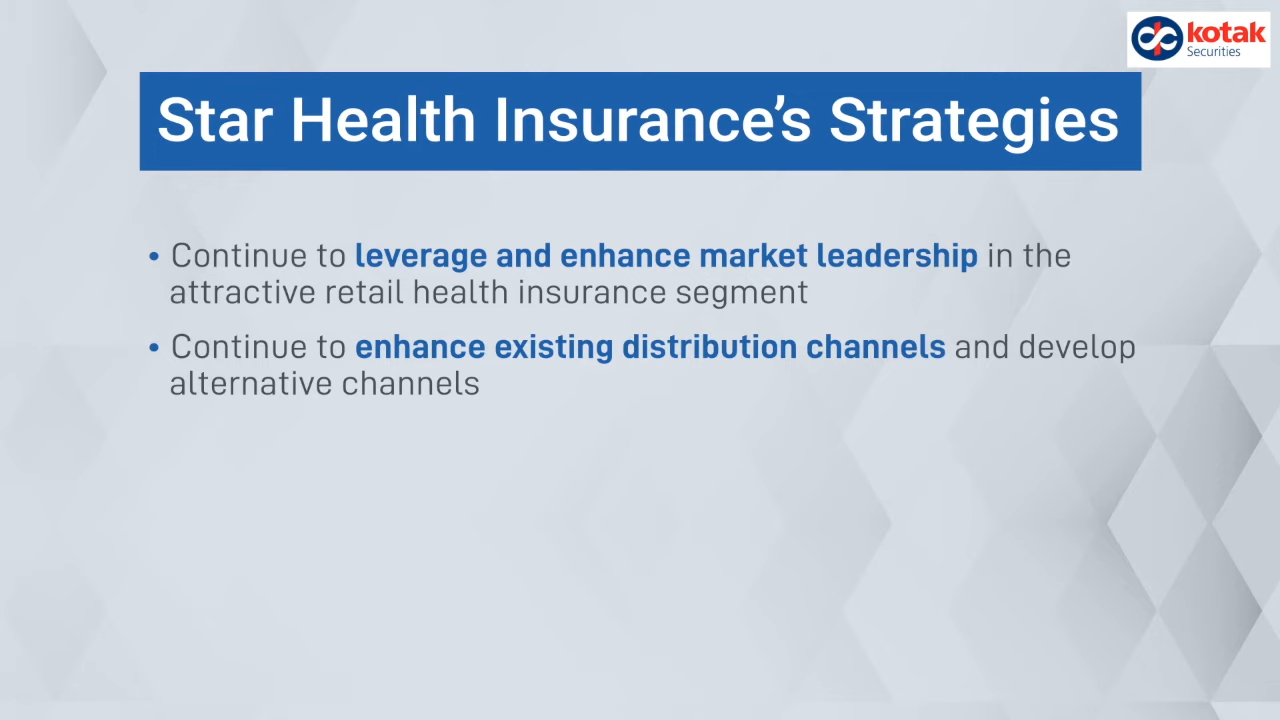 kotak
Securities
Star Health Insurance’s Strategies
• Continue to leverage and enhance market leadership in the
attractive retail health insurance segment
• Continue to enhance existing distribution channels and develop
alternative channels